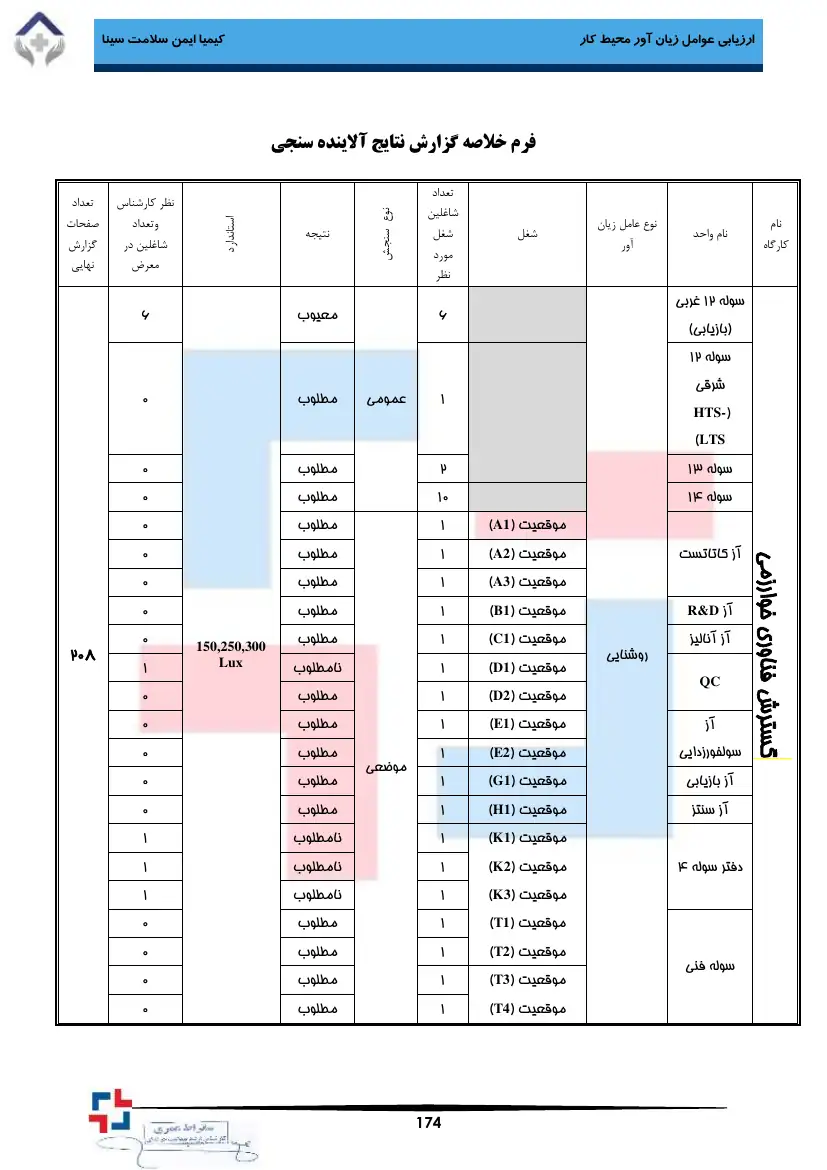 ارزیابی عوامل زیان آور محیط کار
کیمیا ایمن سلامت سینا
فرم خلاصه گزارش نتایج آلاینده سنجی
نام کارگاه
نام واحد
نوع عامل زیان آور
شغل
تعداد شاغلین شغل مورد نظر
نوع سنجش
نتیجه
استاندارد
نظر کارشناس وتعداد شاغلین در معرض
تعداد صفحات گزارش نهایی
گسترش فناوری خوارزمی
روشنایی
150,250,300 Lux
۲۰۸
عمومی
سوله ۱۲ غربی (بازیابی) ۶ معیوب ۶
سوله ۱۲ شرقی (HTS-LTS) ۱ مطلوب ۰
سوله ۱۳ ۲ مطلوب ۰
سوله ۱۴ ۱۰ مطلوب ۰
موضعی
آز کاتاتست موقعیت (A1) ۱ مطلوب ۰
موقعیت (A2) ۱ مطلوب ۰
موقعیت (A3) ۱ مطلوب ۰
آز R&D موقعیت (B1) ۱ مطلوب ۰
آز آنالیز موقعیت (C1) ۱ مطلوب ۰
QC موقعیت (D1) ۱ نامطلوب ۱
موقعیت (D2) ۱ مطلوب ۰
آز سولفورزدایی موقعیت (E1) ۱ مطلوب ۰
موقعیت (E2) ۱ مطلوب ۰
آز بازیابی موقعیت (G1) ۱ مطلوب ۰
آز سنتز موقعیت (H1) ۱ مطلوب ۰
دفتر سوله ۴ موقعیت (K1) ۱ نامطلوب ۱
موقعیت (K2) ۱ نامطلوب ۱
موقعیت (K3) ۱ نامطلوب ۱
سوله فنی موقعیت (T1) ۱ مطلوب ۰
موقعیت (T2) ۱ مطلوب ۰
موقعیت (T3) ۱ مطلوب ۰
موقعیت (T4) ۱ مطلوب ۰
174